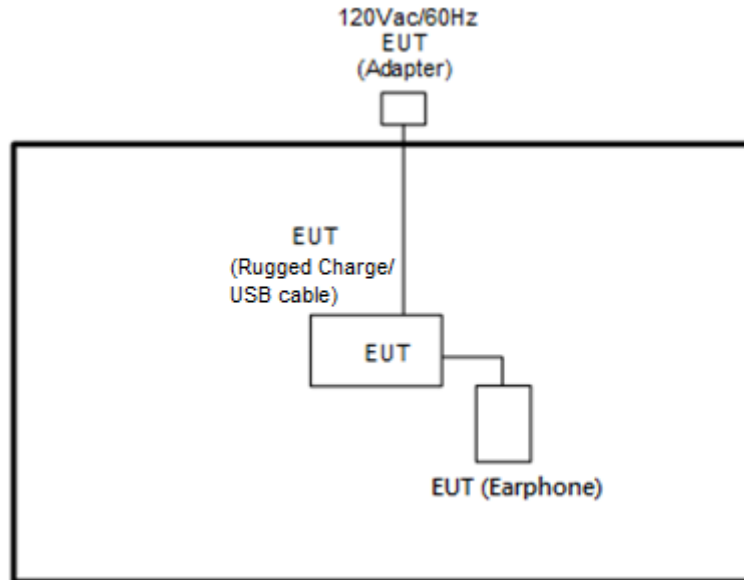 120Vac/60Hz
EUT
(Adapter)
EUT
(Rugged Charge/
USB cable)
EUT
EUT (Earphone)